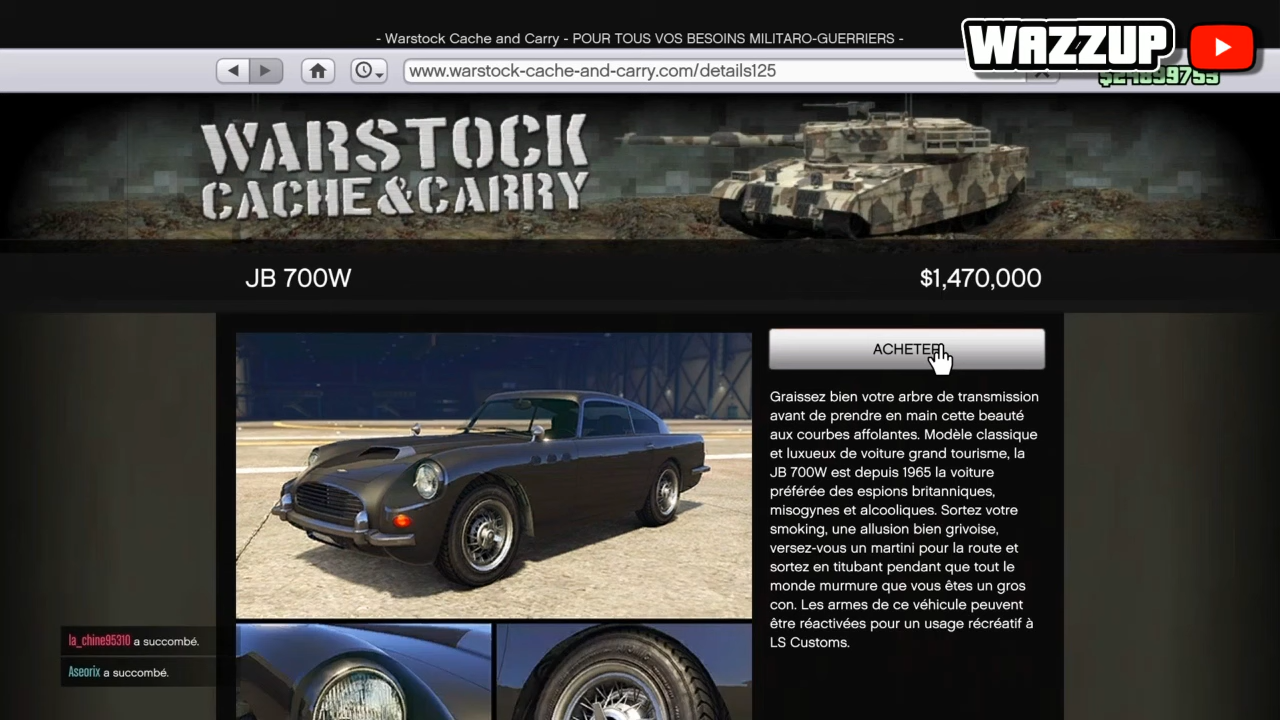 - Warstock Cache and Carry - POUR TOUS VOS BESOINS MILITARO-GUERRIERS -
WAZZUP
www.warstock-cache-and-carry.com/details125
WARSTOCK
CACHE&CARRY
JB 700W
$1,470,000
ACHETER
Graissez bien votre arbre de transmission
avant de prendre en main cette beauté
aux courbes affolantes. Modèle classique
et luxueux de voiture grand tourisme, la
JB 700W est depuis 1965 la voiture
préférée des espions britanniques,
misogynes et alcooliques. Sortez votre
smoking, une allusion bien grivoise,
versez-vous un martini pour la route et
sortez en titubant pendant que tout le
monde murmure que vous êtes un gros
con. Les armes de ce véhicule peuvent
être réactivées pour un usage récréatif à
LS Customs.
la_chine95310 a succombé.
Aseorix a succombé.